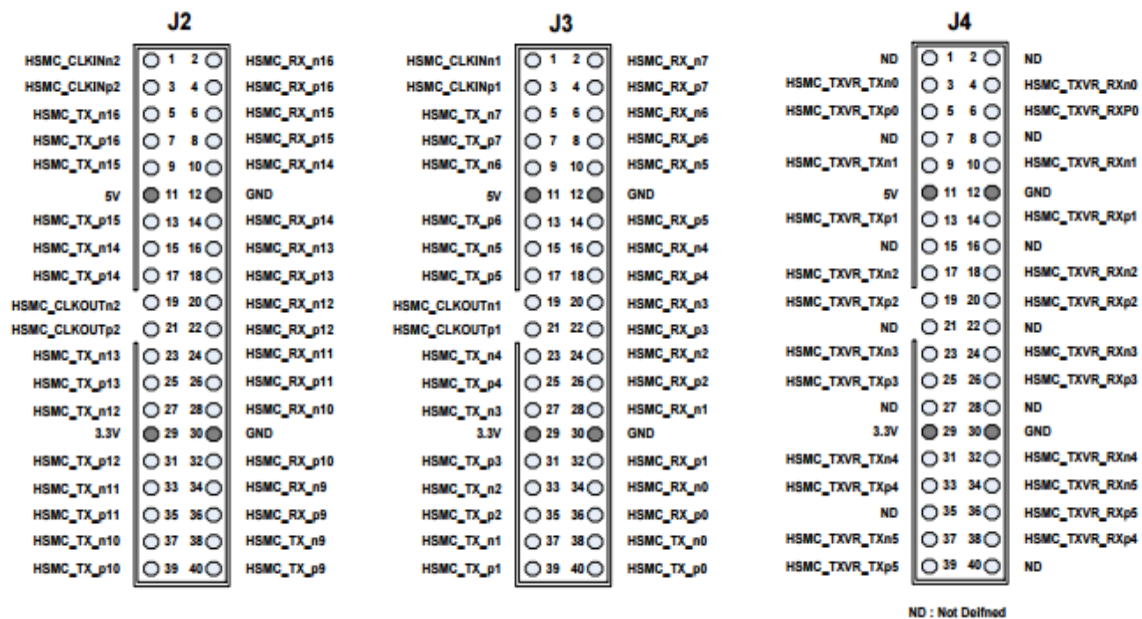 J2 J3 J4
HSMC_CLKINn2 1 2 HSMC_RX_n16 HSMC_CLKINn1 1 2 HSMC_RX_n7 ND 1 2 ND
HSMC_CLKINp2 3 4 HSMC_RX_p16 HSMC_CLKINp1 3 4 HSMC_RX_p7 HSMC_TXVR_TXn0 3 4 HSMC_TXVR_RXn0
HSMC_TX_n16 5 6 HSMC_RX_n15 HSMC_TX_n7 5 6 HSMC_RX_n6 HSMC_TXVR_TXp0 5 6 HSMC_TXVR_RXP0
HSMC_TX_p16 7 8 HSMC_RX_p15 HSMC_TX_p7 7 8 HSMC_RX_p6 ND 7 8 ND
HSMC_TX_n15 9 10 HSMC_RX_n14 HSMC_TX_n6 9 10 HSMC_RX_n5 HSMC_TXVR_TXn1 9 10 HSMC_TXVR_RXn1
5V 11 12 GND 5V 11 12 GND 5V 11 12 GND
HSMC_TX_p15 13 14 HSMC_RX_p14 HSMC_TX_p6 13 14 HSMC_RX_p5 HSMC_TXVR_TXp1 13 14 HSMC_TXVR_RXp1
HSMC_TX_n14 15 16 HSMC_RX_n13 HSMC_TX_n5 15 16 HSMC_RX_n4 ND 15 16 ND
HSMC_TX_p14 17 18 HSMC_RX_p13 HSMC_TX_p5 17 18 HSMC_RX_p4 HSMC_TXVR_TXn2 17 18 HSMC_TXVR_RXn2
HSMC_CLKOUTn2 19 20 HSMC_RX_n12 HSMC_CLKOUTn1 19 20 HSMC_RX_n3 HSMC_TXVR_TXp2 19 20 HSMC_TXVR_RXp2
HSMC_CLKOUTp2 21 22 HSMC_RX_p12 HSMC_CLKOUTp1 21 22 HSMC_RX_p3 ND 21 22 ND
HSMC_TX_n13 23 24 HSMC_RX_n11 HSMC_TX_n4 23 24 HSMC_RX_n2 HSMC_TXVR_TXn3 23 24 HSMC_TXVR_RXn3
HSMC_TX_p13 25 26 HSMC_RX_p11 HSMC_TX_p4 25 26 HSMC_RX_p2 HSMC_TXVR_TXp3 25 26 HSMC_TXVR_RXp3
HSMC_TX_n12 27 28 HSMC_RX_n10 HSMC_TX_n3 27 28 HSMC_RX_n1 ND 27 28 ND
3.3V 29 30 GND 3.3V 29 30 GND 3.3V 29 30 GND
HSMC_TX_p12 31 32 HSMC_RX_p10 HSMC_TX_p3 31 32 HSMC_RX_p1 HSMC_TXVR_TXn4 31 32 HSMC_TXVR_RXn4
HSMC_TX_n11 33 34 HSMC_RX_n9 HSMC_TX_n2 33 34 HSMC_RX_n0 HSMC_TXVR_TXp4 33 34 HSMC_TXVR_RXn5
HSMC_TX_p11 35 36 HSMC_RX_p9 HSMC_TX_p2 35 36 HSMC_RX_p0 ND 35 36 HSMC_TXVR_RXp5
HSMC_TX_n10 37 38 HSMC_TX_n9 HSMC_TX_n1 37 38 HSMC_TX_n0 HSMC_TXVR_TXn5 37 38 HSMC_TXVR_RXp4
HSMC_TX_p10 39 40 HSMC_TX_p9 HSMC_TX_p1 39 40 HSMC_TX_p0 HSMC_TXVR_TXp5 39 40 ND
ND : Not Deifned